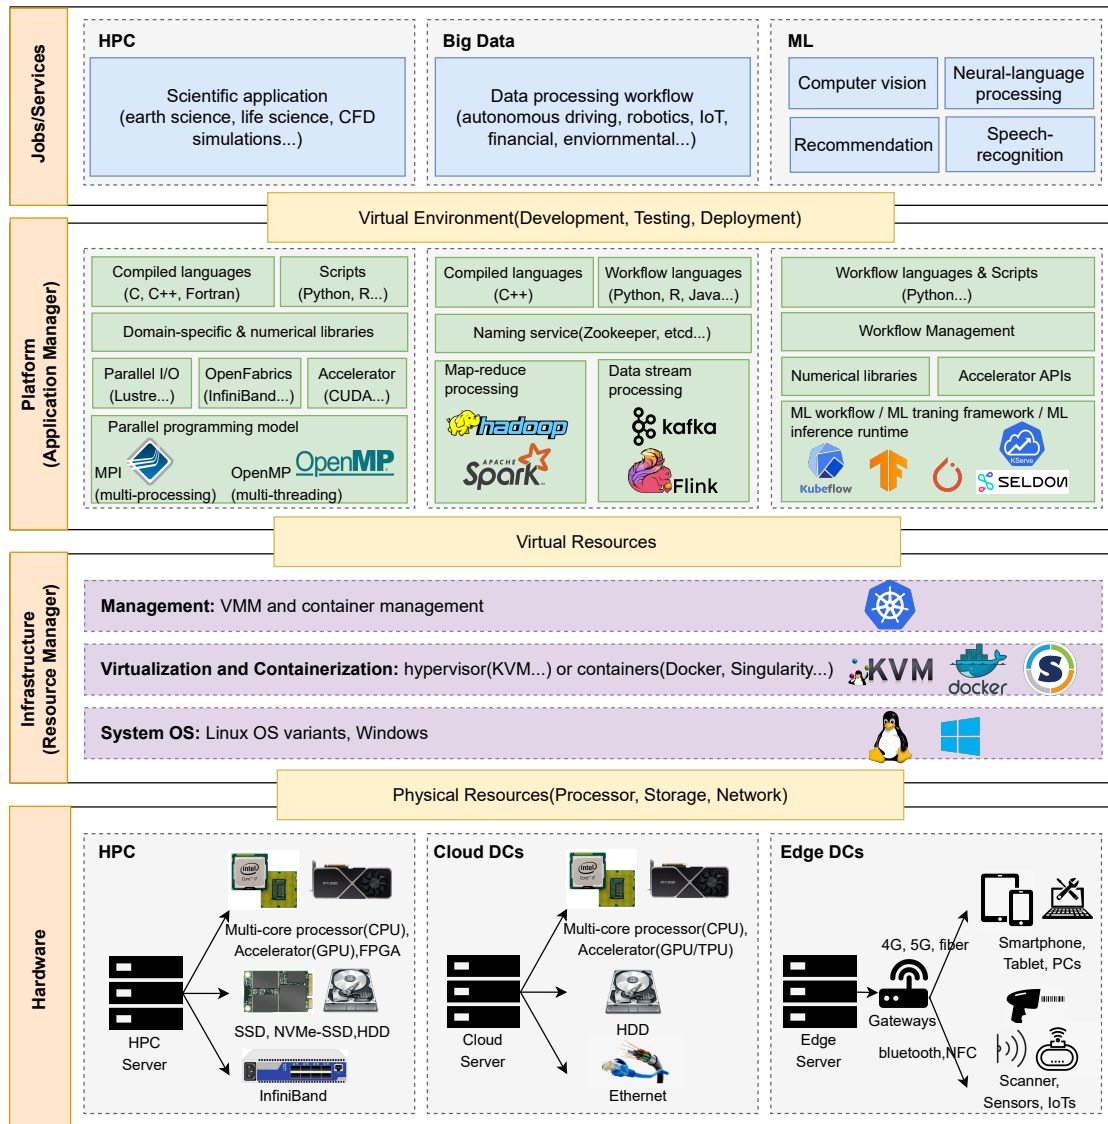 Jobs/Services
HPC
Scientific application
(earth science, life science, CFD
simulations...)
Big Data
Data processing workflow
(autonomous driving, robotics, IoT,
financial, enviornmental...)
ML
Computer vision
Neural-language
processing
Recommendation
Speech-
recognition
Virtual Environment(Development, Testing, Deployment)
Platform
(Application Manager)
Compiled languages
(C, C++, Fortran)
Scripts
(Python, R...)
Domain-specific & numerical libraries
Parallel I/O
(Lustre...)
OpenFabrics
(InfiniBand...)
Accelerator
(CUDA...)
Parallel programming model
MPI
(multi-processing)
OpenMP
OpenMP
(multi-threading)
Compiled languages
(C++)
Workflow languages
(Python, R, Java...)
Naming service(Zookeeper, etcd...)
Map-reduce
processing
hadoop
APACHE
Spark
Data stream
processing
kafka
Flink
Workflow languages & Scripts
(Python...)
Workflow Management
Numerical libraries
Accelerator APIs
ML workflow / ML traning framework / ML
inference runtime
Kubeflow
KServe
SELDON
Virtual Resources
Infrastructure
(Resource Manager)
Management: VMM and container management
Virtualization and Cotainerization: hypervisor(KVM...) or containers(Docker, Singularity...)
KVM
docker
S
System OS: Linux OS variants, Windows
Physical Resources(Processor, Storage, Network)
Hardware
HPC
intel
Multi-core processor(CPU),
Accelerator(GPU),FPGA
HPC
Server
SSD, NVMe-SSD,HDD
InfiniBand
Cloud DCs
intel
Multi-core processor(CPU),
Accelerator(GPU/TPU)
Cloud
Server
HDD
Ethernet
Edge DCs
4G, 5G, fiber
Smartphone,
Tablet, PCs
Edge
Server
Gateways
bluetooth,NFC
Scanner,
Sensors, IoTs